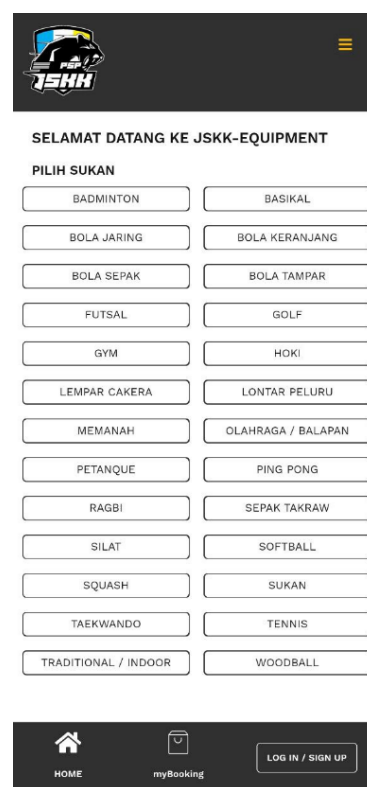 PSP
JSKK
SELAMAT DATANG KE JSKK-EQUIPMENT
PILIH SUKAN
BADMINTON
BASIKAL
BOLA JARING
BOLA KERANJANG
BOLA SEPAK
BOLA TAMPAR
FUTSAL
GOLF
GYM
HOKI
LEMPAR CAKERA
LONTAR PELURU
MEMANAH
OLAHRAGA / BALAPAN
PETANQUE
PING PONG
RAGBI
SEPAK TAKRAW
SILAT
SOFTBALL
SQUASH
SUKAN
TAEKWANDO
TENNIS
TRADITIONAL / INDOOR
WOODBALL
HOME
myBooking
LOG IN / SIGN UP